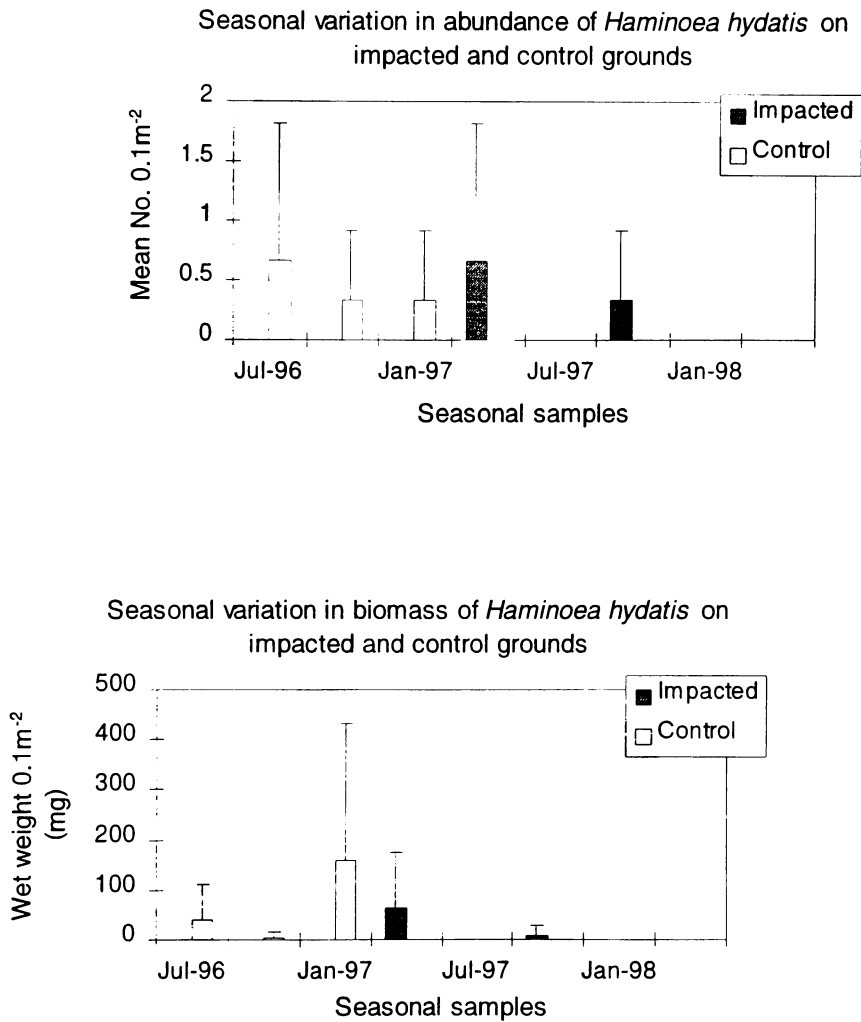 Seasonal variation in abundance of Haminoea hydatis on
impacted and control grounds
Impacted
Control
Mean No. 0.1m⁻²
2
1.5
1
0.5
0
Jul-96 Jan-97 Jul-97 Jan-98
Seasonal samples
Seasonal variation in biomass of Haminoea hydatis on
impacted and control grounds
Impacted
Control
Wet weight 0.1m⁻²
(mg)
500
400
300
200
100
0
Jul-96 Jan-97 Jul-97 Jan-98
Seasonal samples